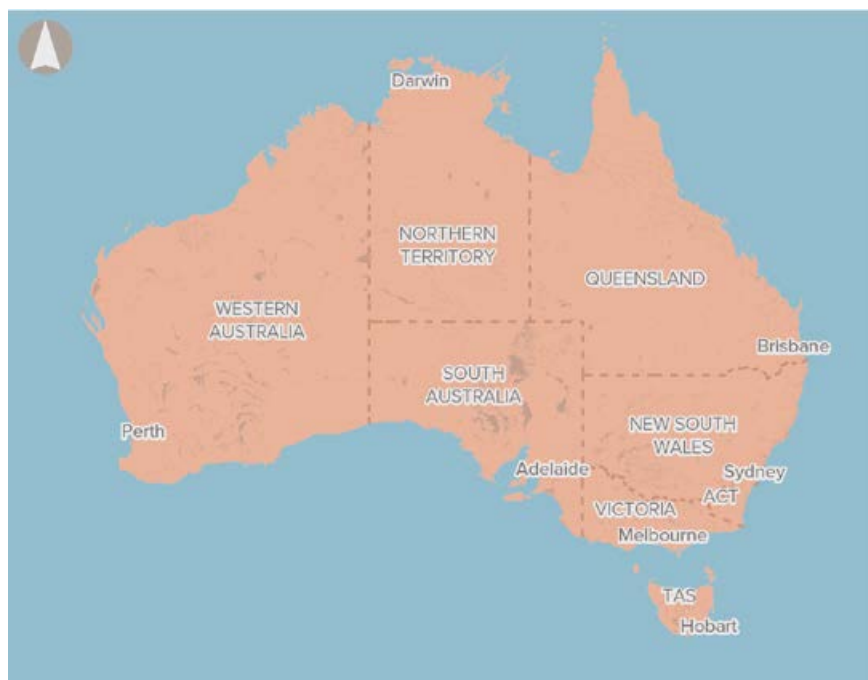 Darwin
NORTHERN
TERRITORY
QUEENSLAND
WESTERN
AUSTRALIA
Brisbane
SOUTH
AUSTRALIA
NEW SOUTH
WALES
Perth
Adelaide
Sydney
ACT
VICTORIA
Melbourne
TAS
Hobart